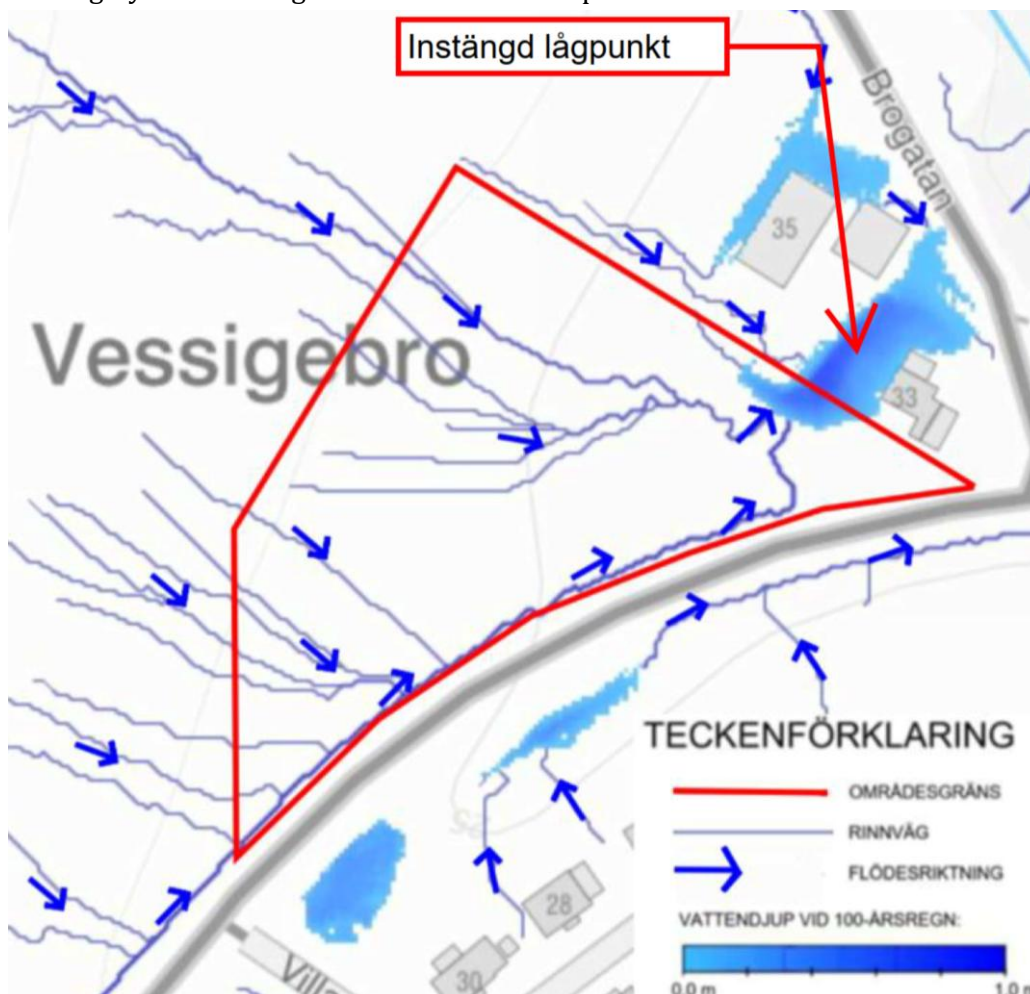 Instängd lågpunkt
Brogatan
35
Vessigebro
33
TECKENFÖRKLARING
OMRÅDESGRÄNS
RINNVÄG
FLÖDESRIKTNING
28
VATTENDJUP VID 100-ÅRSREGN:
30
0.0 m